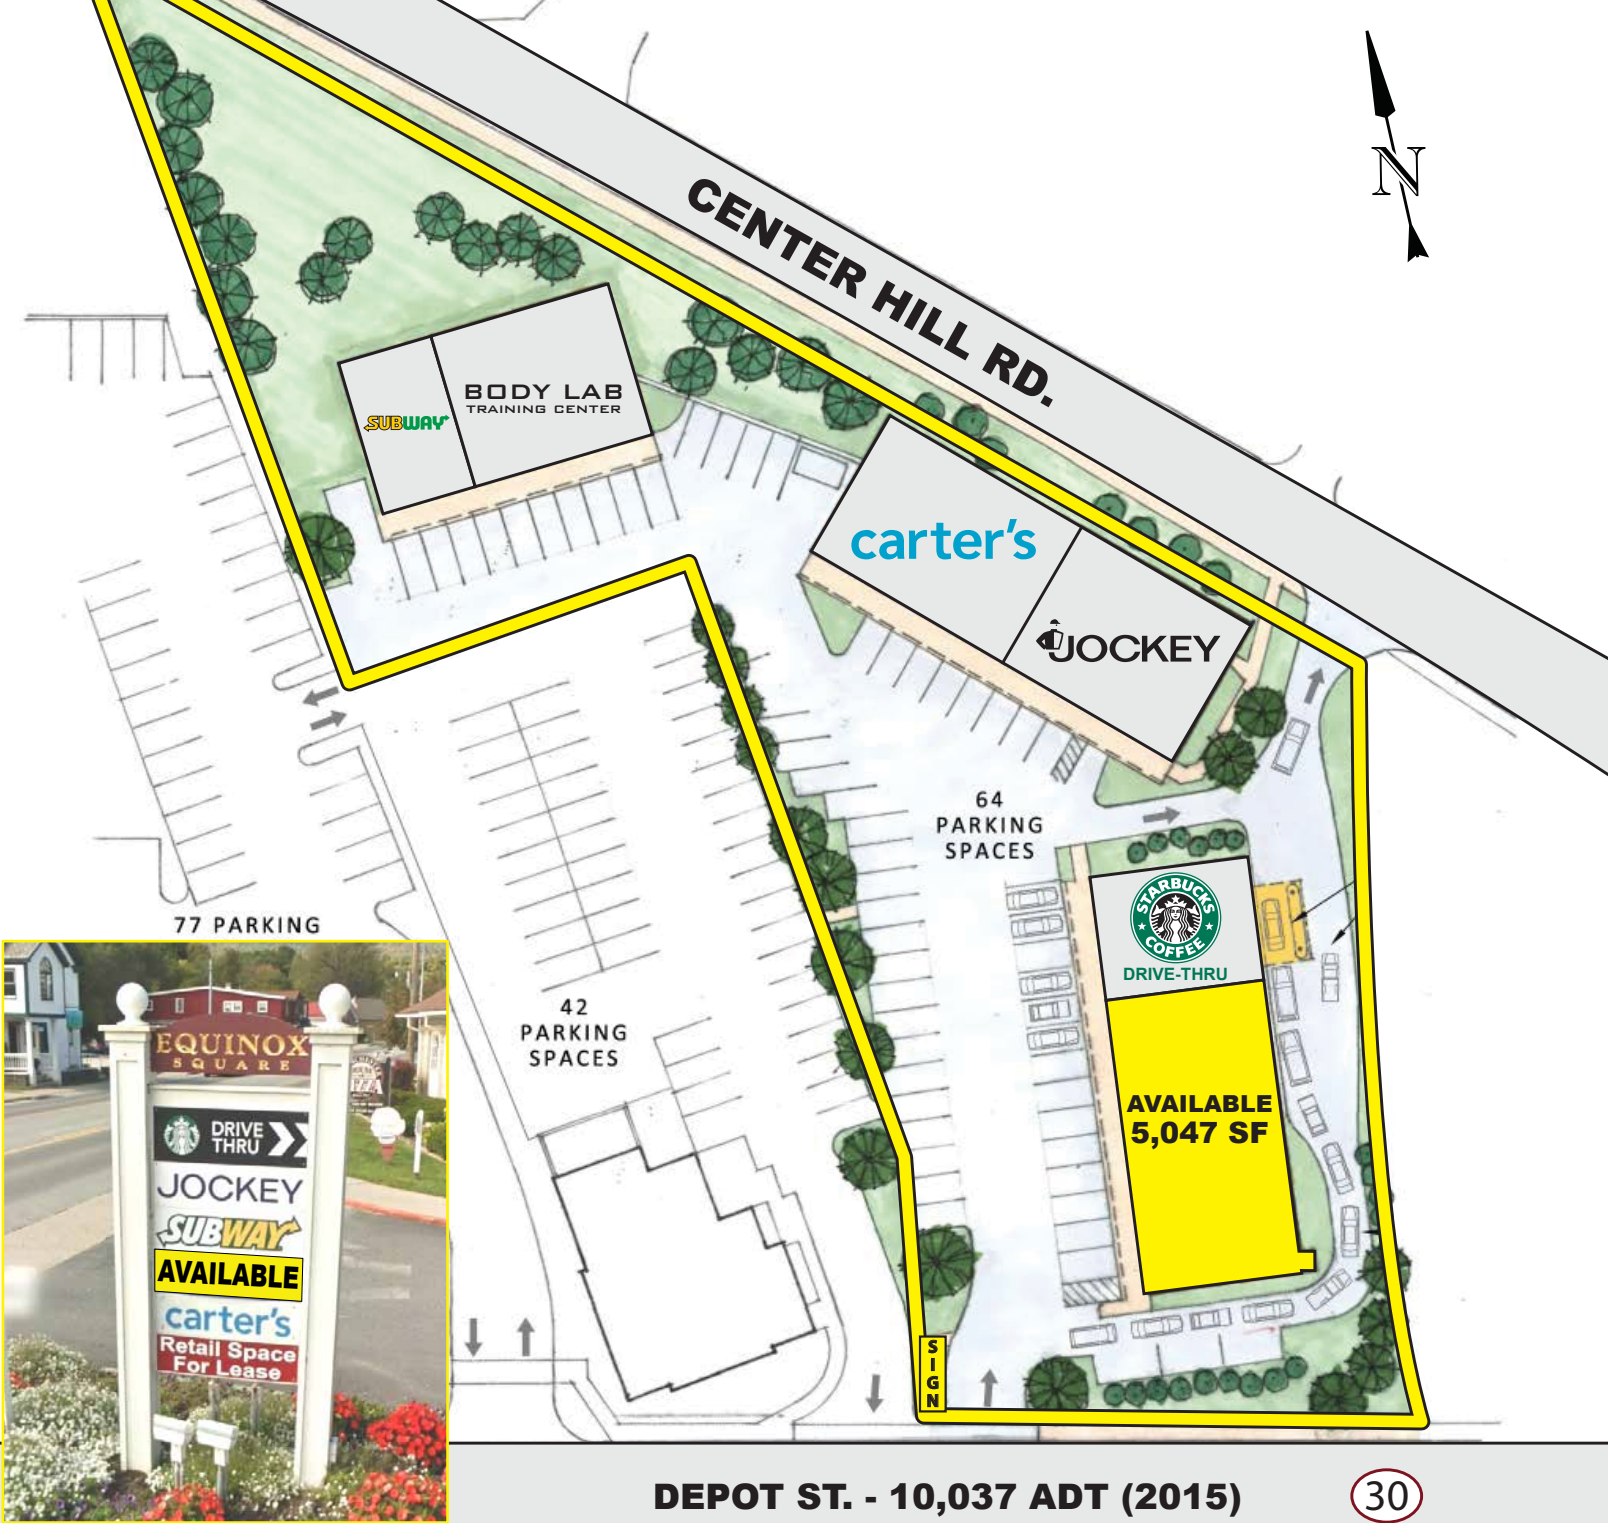 N
CENTER HILL RD.
SUBWAY
BODY LAB
TRAINING CENTER
carter's
JOCKEY
64
PARKING
SPACES
STARBUCKS
COFFEE
DRIVE-THRU
77 PARKING
42
PARKING
SPACES
AVAILABLE
5,047 SF
EQUINOX
SQUARE
DRIVE
THRU
JOCKEY
SUBWAY
AVAILABLE
carter's
Retail Space
For Lease
SIGN
DEPOT ST. - 10,037 ADT (2015)
30